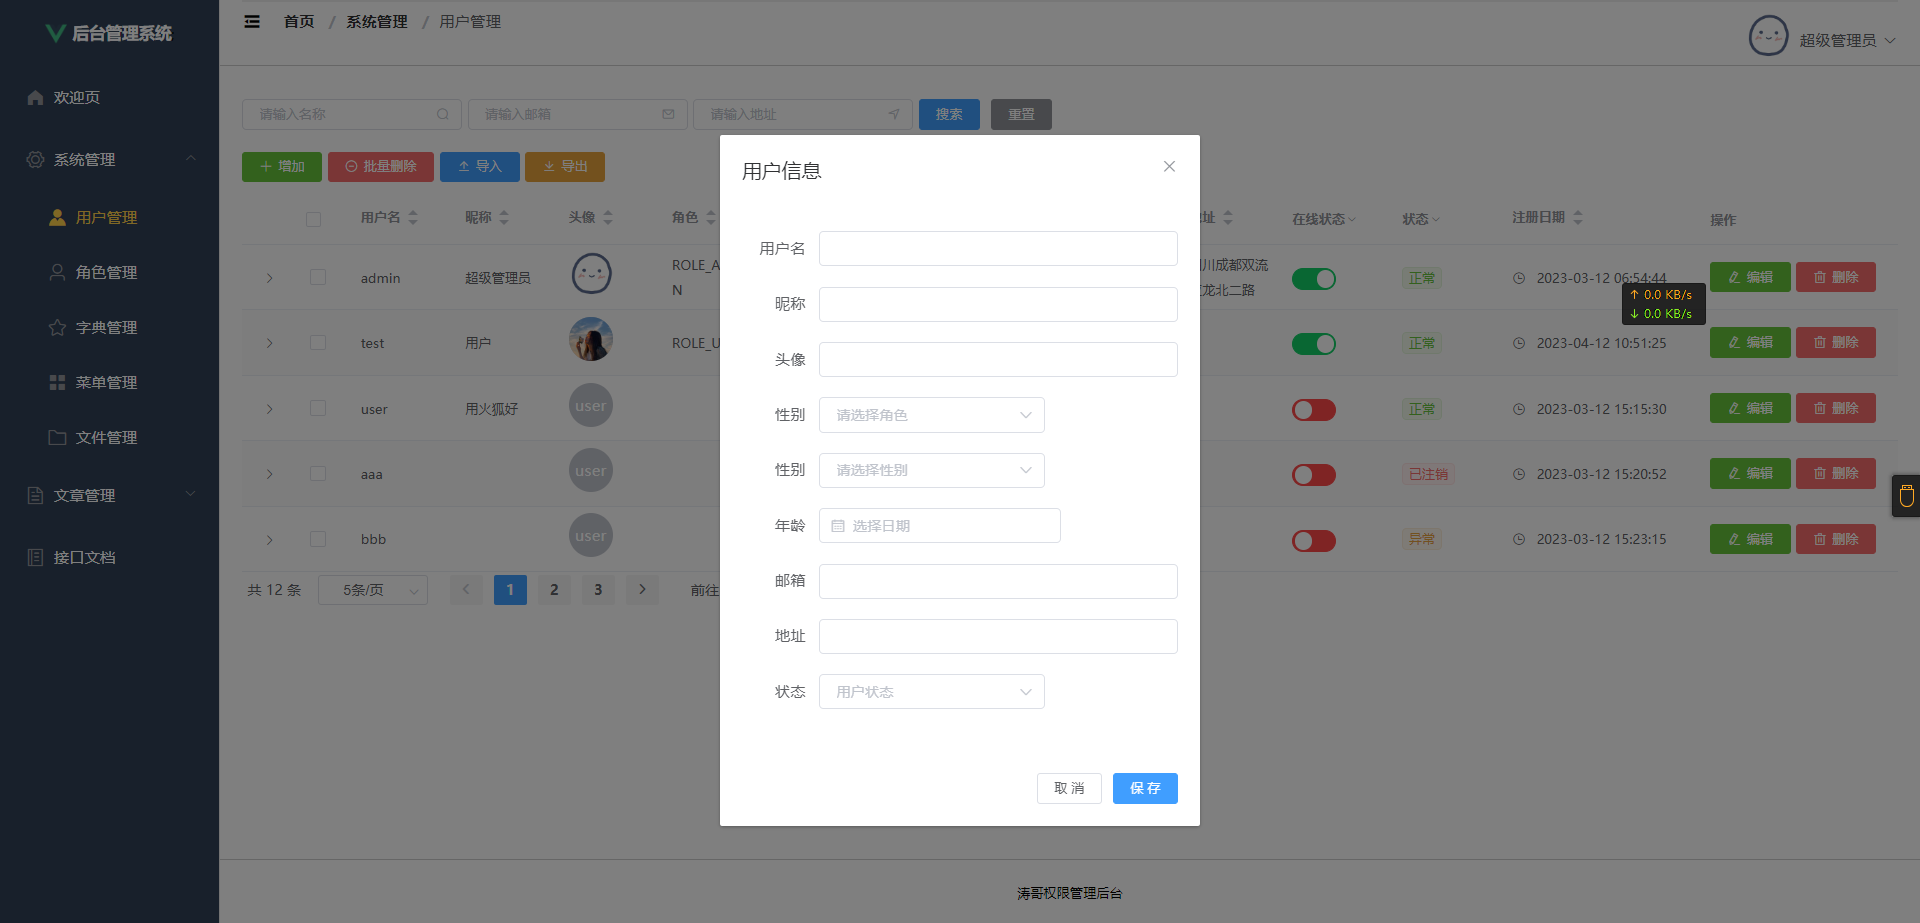 后台管理系统
欢迎页
系统管理
用户管理
角色管理
字典管理
菜单管理
文件管理
文章管理
接口文档
首页 / 系统管理 / 用户管理
超级管理员
请输入名称 请输入邮箱 请输入地址 搜索 重置
增加 批量删除 导入 导出
用户名 昵称 头像 角色 址 在线状态 状态 注册日期 操作
admin 超级管理员 ROLE_A
N 川成都双流
龙北二路 正常 2023-03-12 06:54:44 编辑 删除
↑ 0.0 KB/s
↓ 0.0 KB/s
test 用户 ROLE_U 正常 2023-04-12 10:51:25 编辑 删除
user 用火狐好 user 正常 2023-03-12 15:15:30 编辑 删除
aaa user 已注销 2023-03-12 15:20:52 编辑 删除
bbb user 异常 2023-03-12 15:23:15 编辑 删除
共 12 条 5条/页 1 2 3 前往
用户信息
用户名
昵称
头像
性别 请选择角色
性别 请选择性别
年龄 选择日期
邮箱
地址
状态 用户状态
取 消 保 存
涛哥权限管理后台